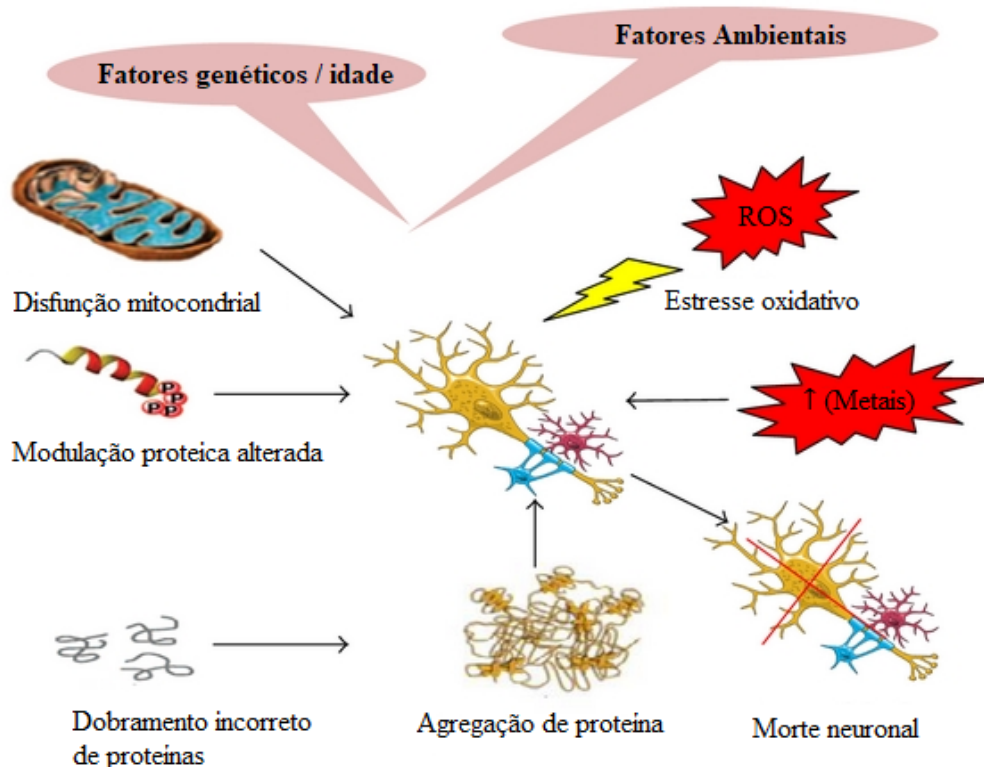 Fatores Ambientais
Fatores genéticos / idade
ROS
Disfunção mitocondrial
Estresse oxidativo
P
P
P P
↑ (Metais)
Modulação proteica alterada
Dobramento incorreto
de proteínas
Agregação de proteína
Morte neuronal